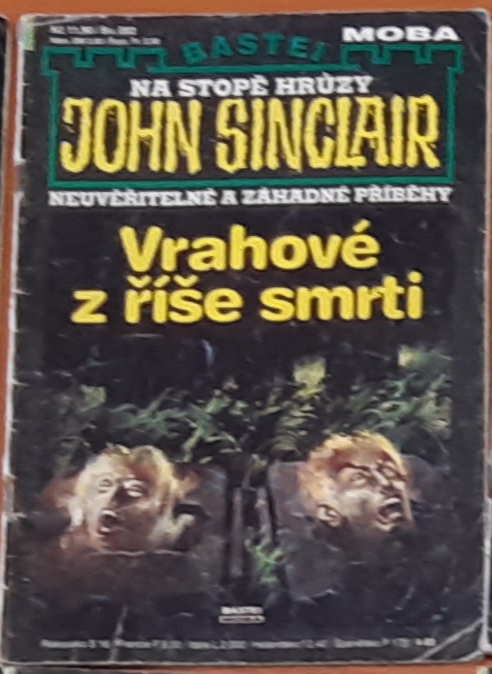 BASTEI
MOBA
NA STOPĚ HRŮZY
JOHN SINCLAIR
NEUVĚŘITELNÉ A ZÁHADNÉ PŘÍBĚHY
Vrahové
z říše smrti
BASTEI